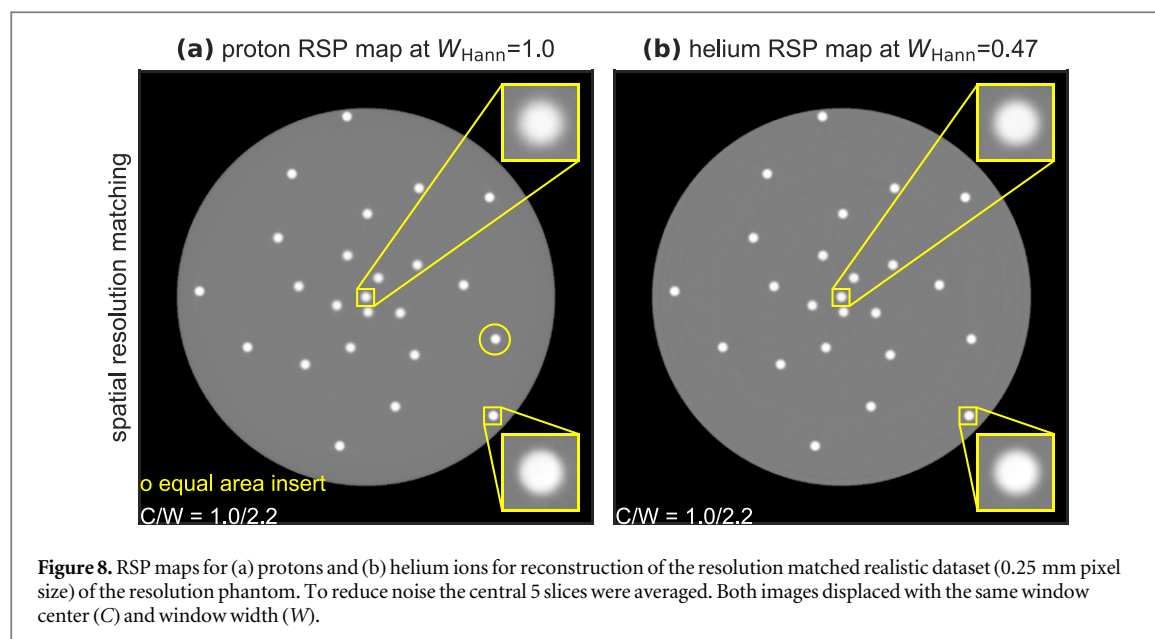 (a) proton RSP map at W_Hann=1.0
(b) helium RSP map at W_Hann=0.47
spatial resolution matching
o equal area insert
C/W = 1.0/2.2
C/W = 1.0/2.2
Figure 8. RSP maps for (a) protons and (b) helium ions for reconstruction of the resolution matched realistic dataset (0.25 mm pixel
size) of the resolution phantom. To reduce noise the central 5 slices were averaged. Both images displaced with the same window
center (C) and window width (W).